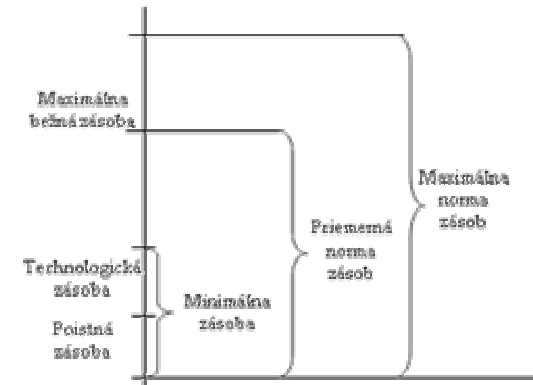 Maximálna
bežná zásoba
Technologická
zásoba
Poistná
zásoba
Minimálna
zásoba
Priemerná
norma
zásob
Maximálna
norma
zásob